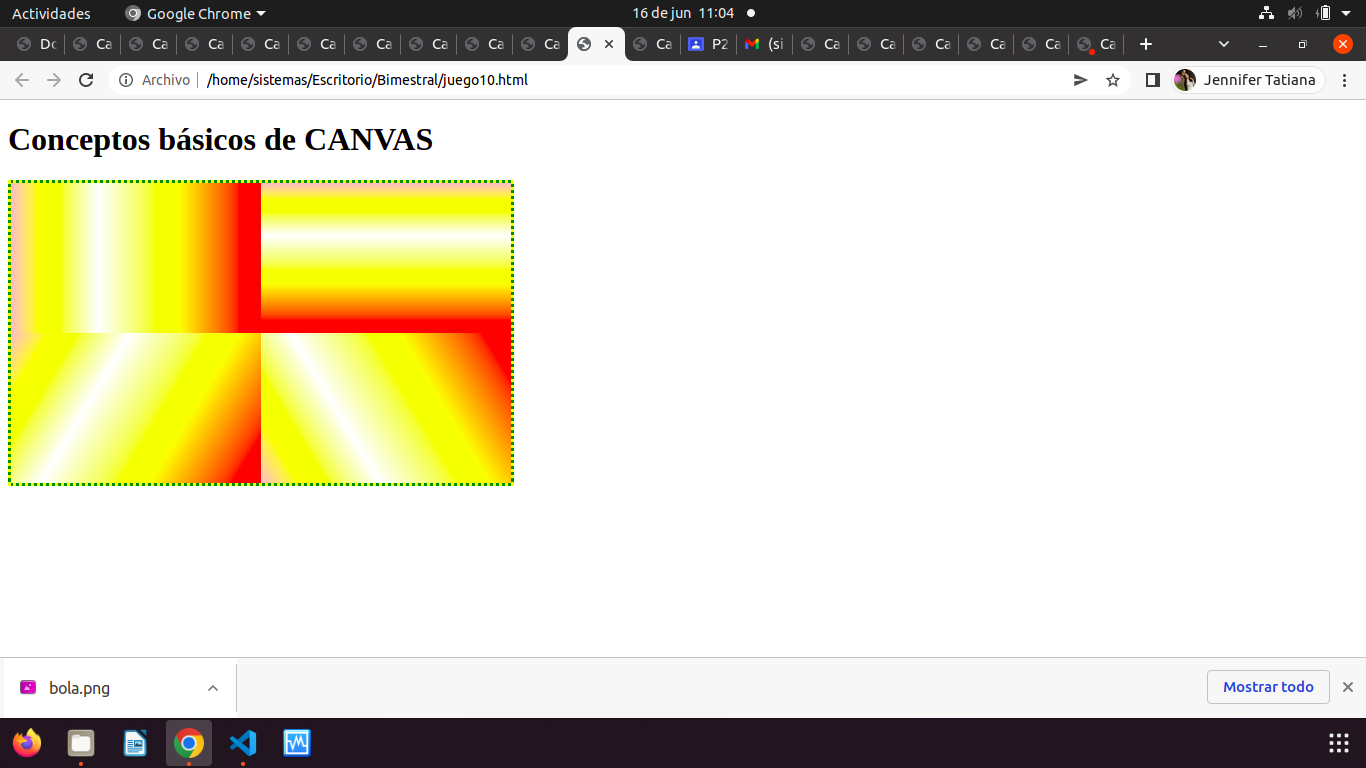 Actividades Google Chrome 16 de jun 11:04
Dc Ca Ca Ca Ca Ca Ca Ca Ca Ca Ca P2 (si Ca Ca Ca Ca Ca Ca
Archivo /home/sistemas/Escritorio/Bimestral/juego10.html Jennifer Tatiana
Conceptos básicos de CANVAS
bola.png Mostrar todo